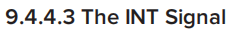 9.4.4.3 The INT Signal